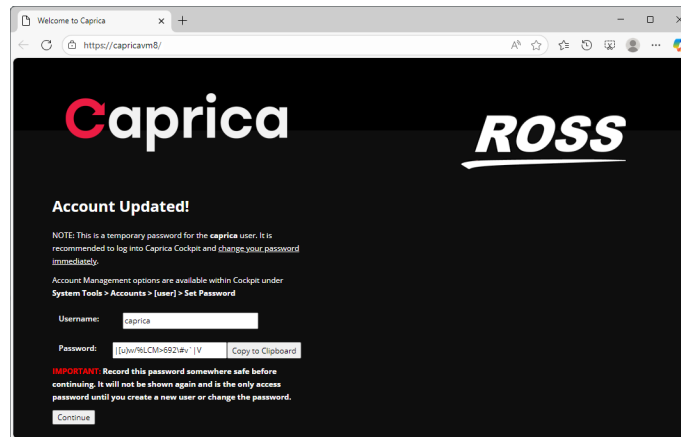 Welcome to Caprica
https://capricavm8/
Caprica
ROSS
Account Updated!
NOTE: This is a temporary password for the caprica user. It is
recommended to log into Caprica Cockpit and change your password
immediately.
Account Management options are available within Cockpit under
System Tools > Accounts > [user] > Set Password
Username:
caprica
Password:
|[u)w/%LCM>692\#v`|V
Copy to Clipboard
IMPORTANT: Record this password somewhere safe before
continuing. It will not be shown again and is the only access
password until you create a new user or change the password.
Continue